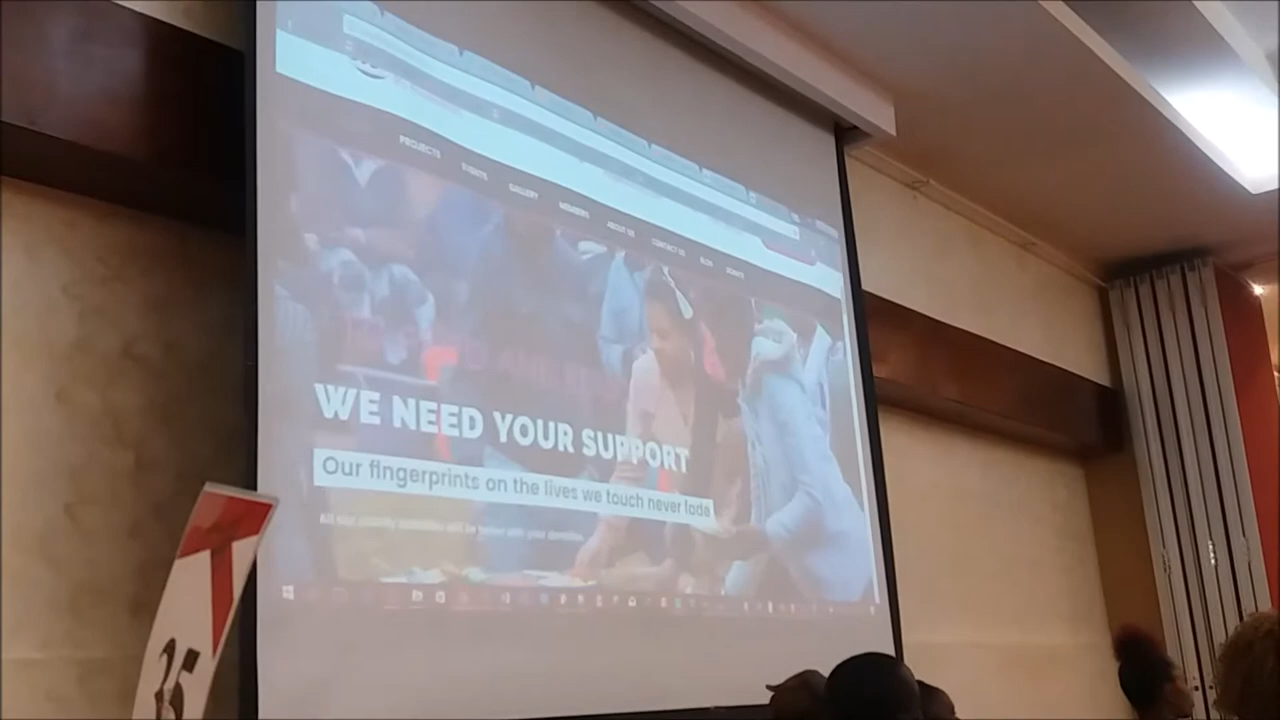 PROJECTS EVENTS GALLERY MEMBERS ABOUT US CONTACT US BLOG DONATE
WE NEED YOUR SUPPORT
Our fingerprints on the lives we touch never fade
35